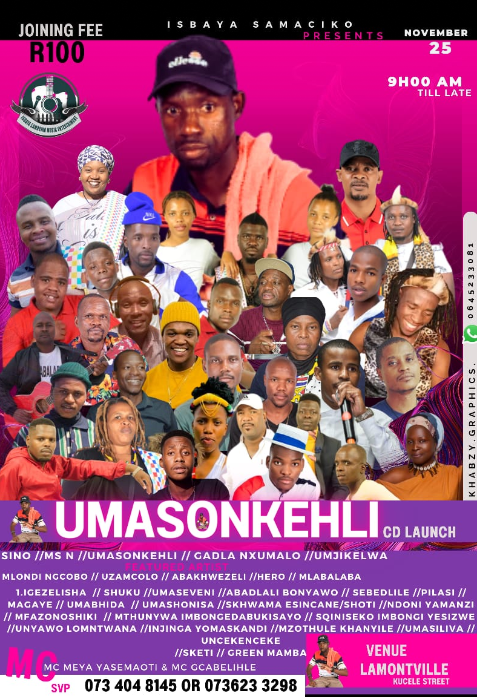 ISBAYA SAMACIKO
PRESENTS
JOINING FEE
R100
NOVEMBER
25
9H00 AM
TILL LATE
ellesse
KHABZY GRAPHICS. 0645233081
UMASONKEHLI CD LAUNCH
SINO //MS N //UMASONKEHLI // GADLA NXUMALO //UMJIKELWA
FEATURED ARTIST
MLONDI NGCOBO // UZAMCOLO // ABAKHWEZELI //HERO // MLABALABA
1.IGEZELISHA // SHUKU //UMASEVENI //ABADLALI BONYAWO // SEBEDLILE //PILASI //
MAGAYE // UMABHIDA // UMASHONISA //SKHWAMA ESINCANE/SHOTI //NDONI YAMANZI
// MFAZONOSHIKI // MTHUNYWA IMBONGEDABUKISAYO // SQINISEKO IMBONGI YESIZWE
//UNYAWO LOMNTWANA //INJINGA YOMASKANDI //MZOTHULE KHANYILE //UMASILIVA //
UNCEKENCEKE
//SKETI // GREEN MAMBA
MC
MC MEYA YASEMAOTI & MC GCABELIHLE
SVP 073 404 8145 OR 073623 3298
VENUE
LAMONTVILLE
KUCELE STREET